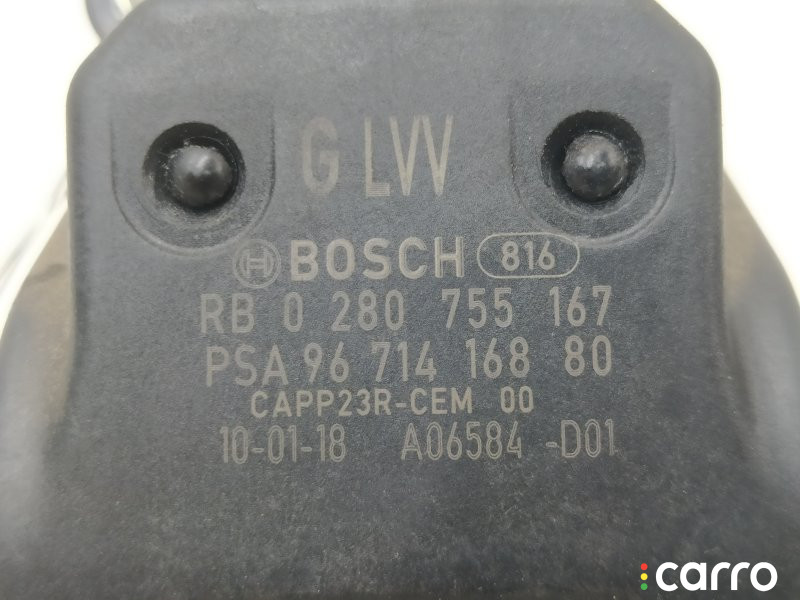 G LVV
BOSCH 816
RB 0 280 755 167
PSA 96 714 168 80
CAPP23R-CEM 00
10-01-18 A06584 -D01
carro